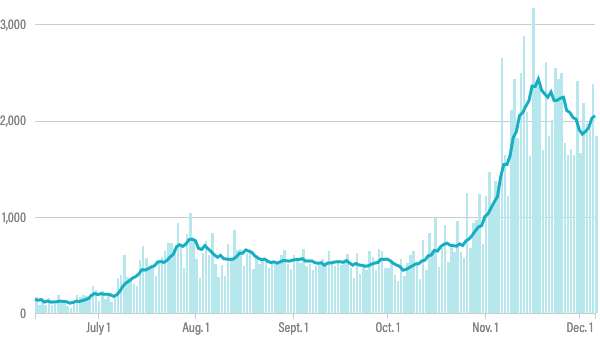 3,000
2,000
1,000
0
July 1
Aug. 1
Sept. 1
Oct. 1
Nov. 1
Dec. 1